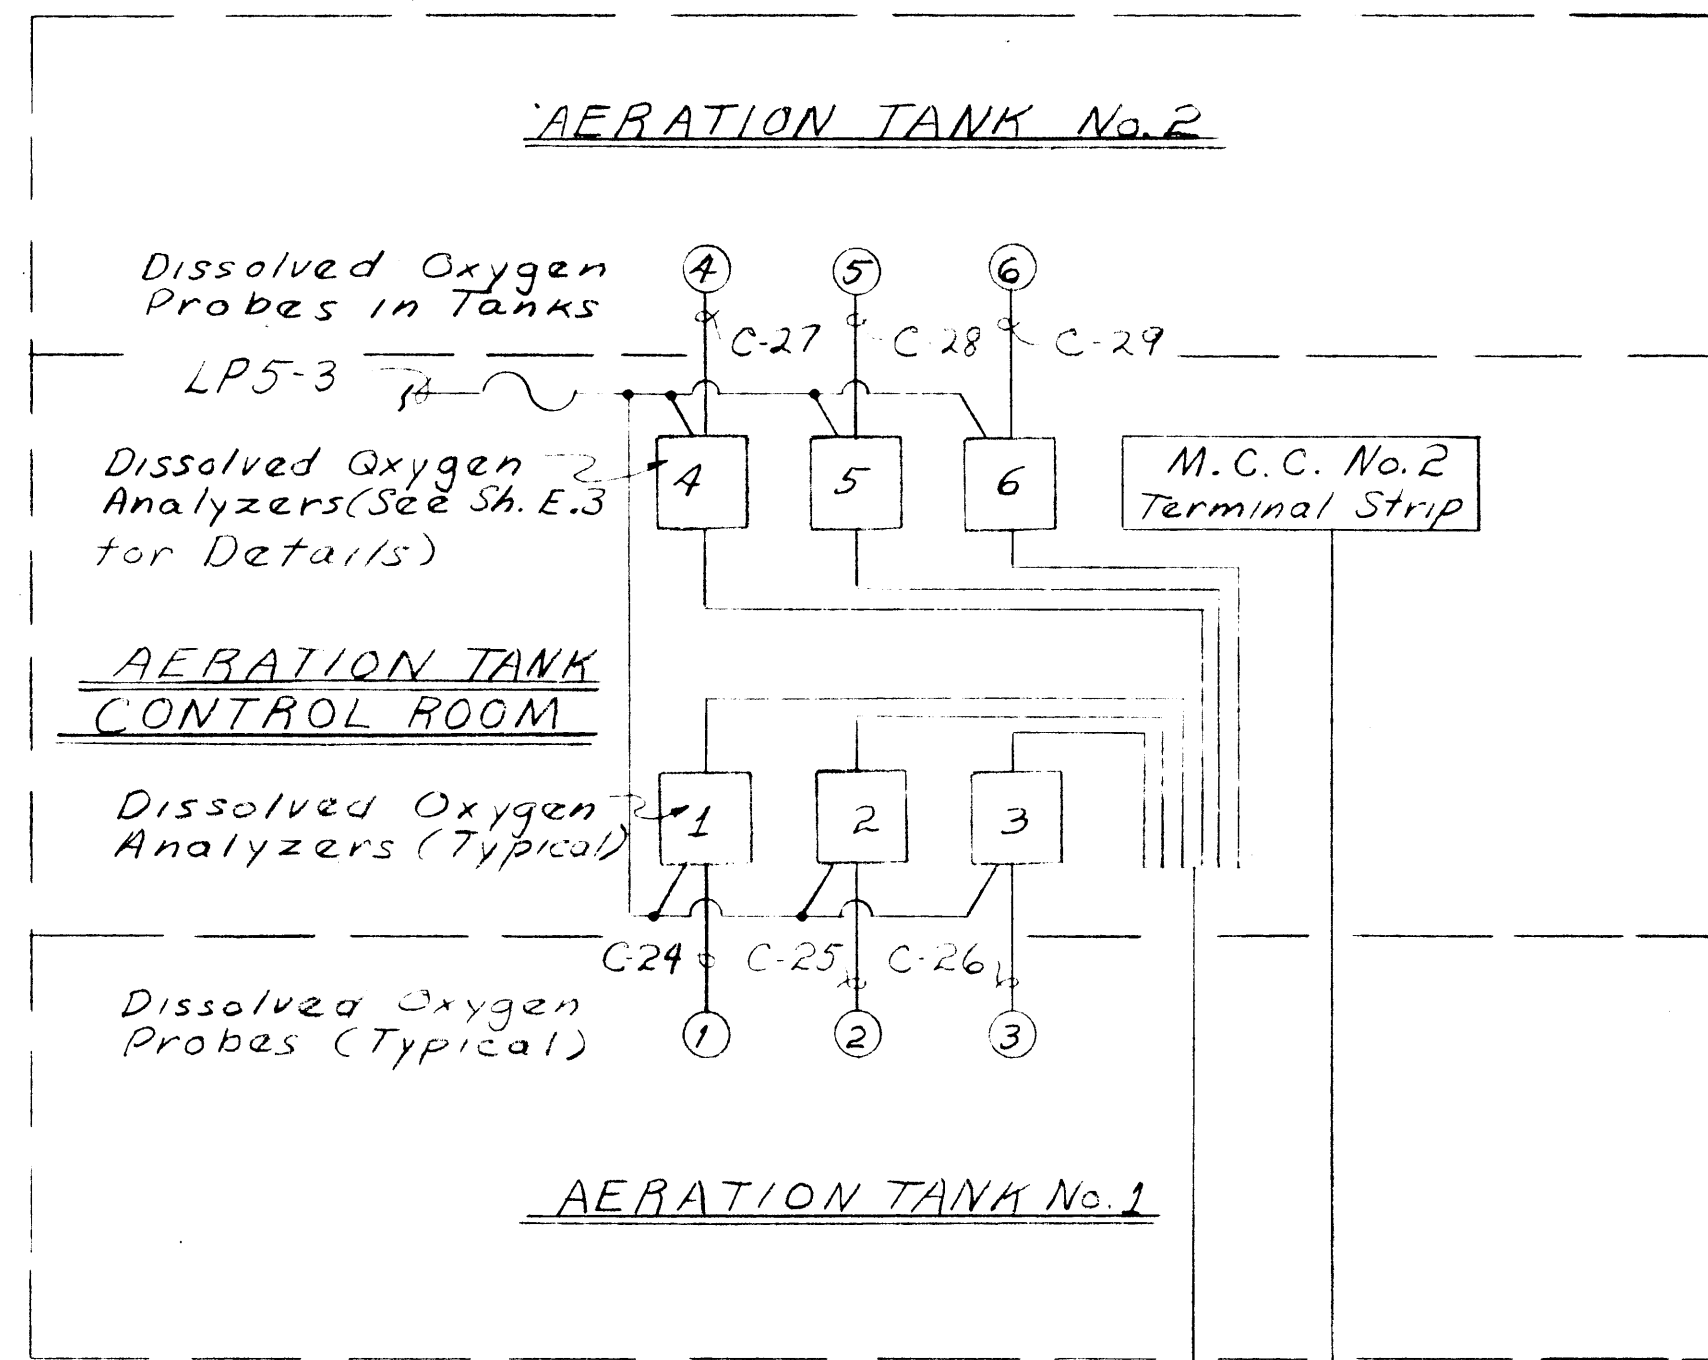 AERATION TANK No. 2
Dissolved Oxygen
Probes in Tanks
4
5
6
C-27
C-28
C-29
LP5-3
Dissolved Oxygen
Analyzers (See Sh. E.3
for Details)
4
5
6
M.C.C. No. 2
Terminal Strip
AERATION TANK
CONTROL ROOM
Dissolved Oxygen
Analyzers (Typical)
1
2
3
C-24
C-25
C-26
Dissolved Oxygen
Probes (Typical)
1
2
3
AERATION TANK No. 1